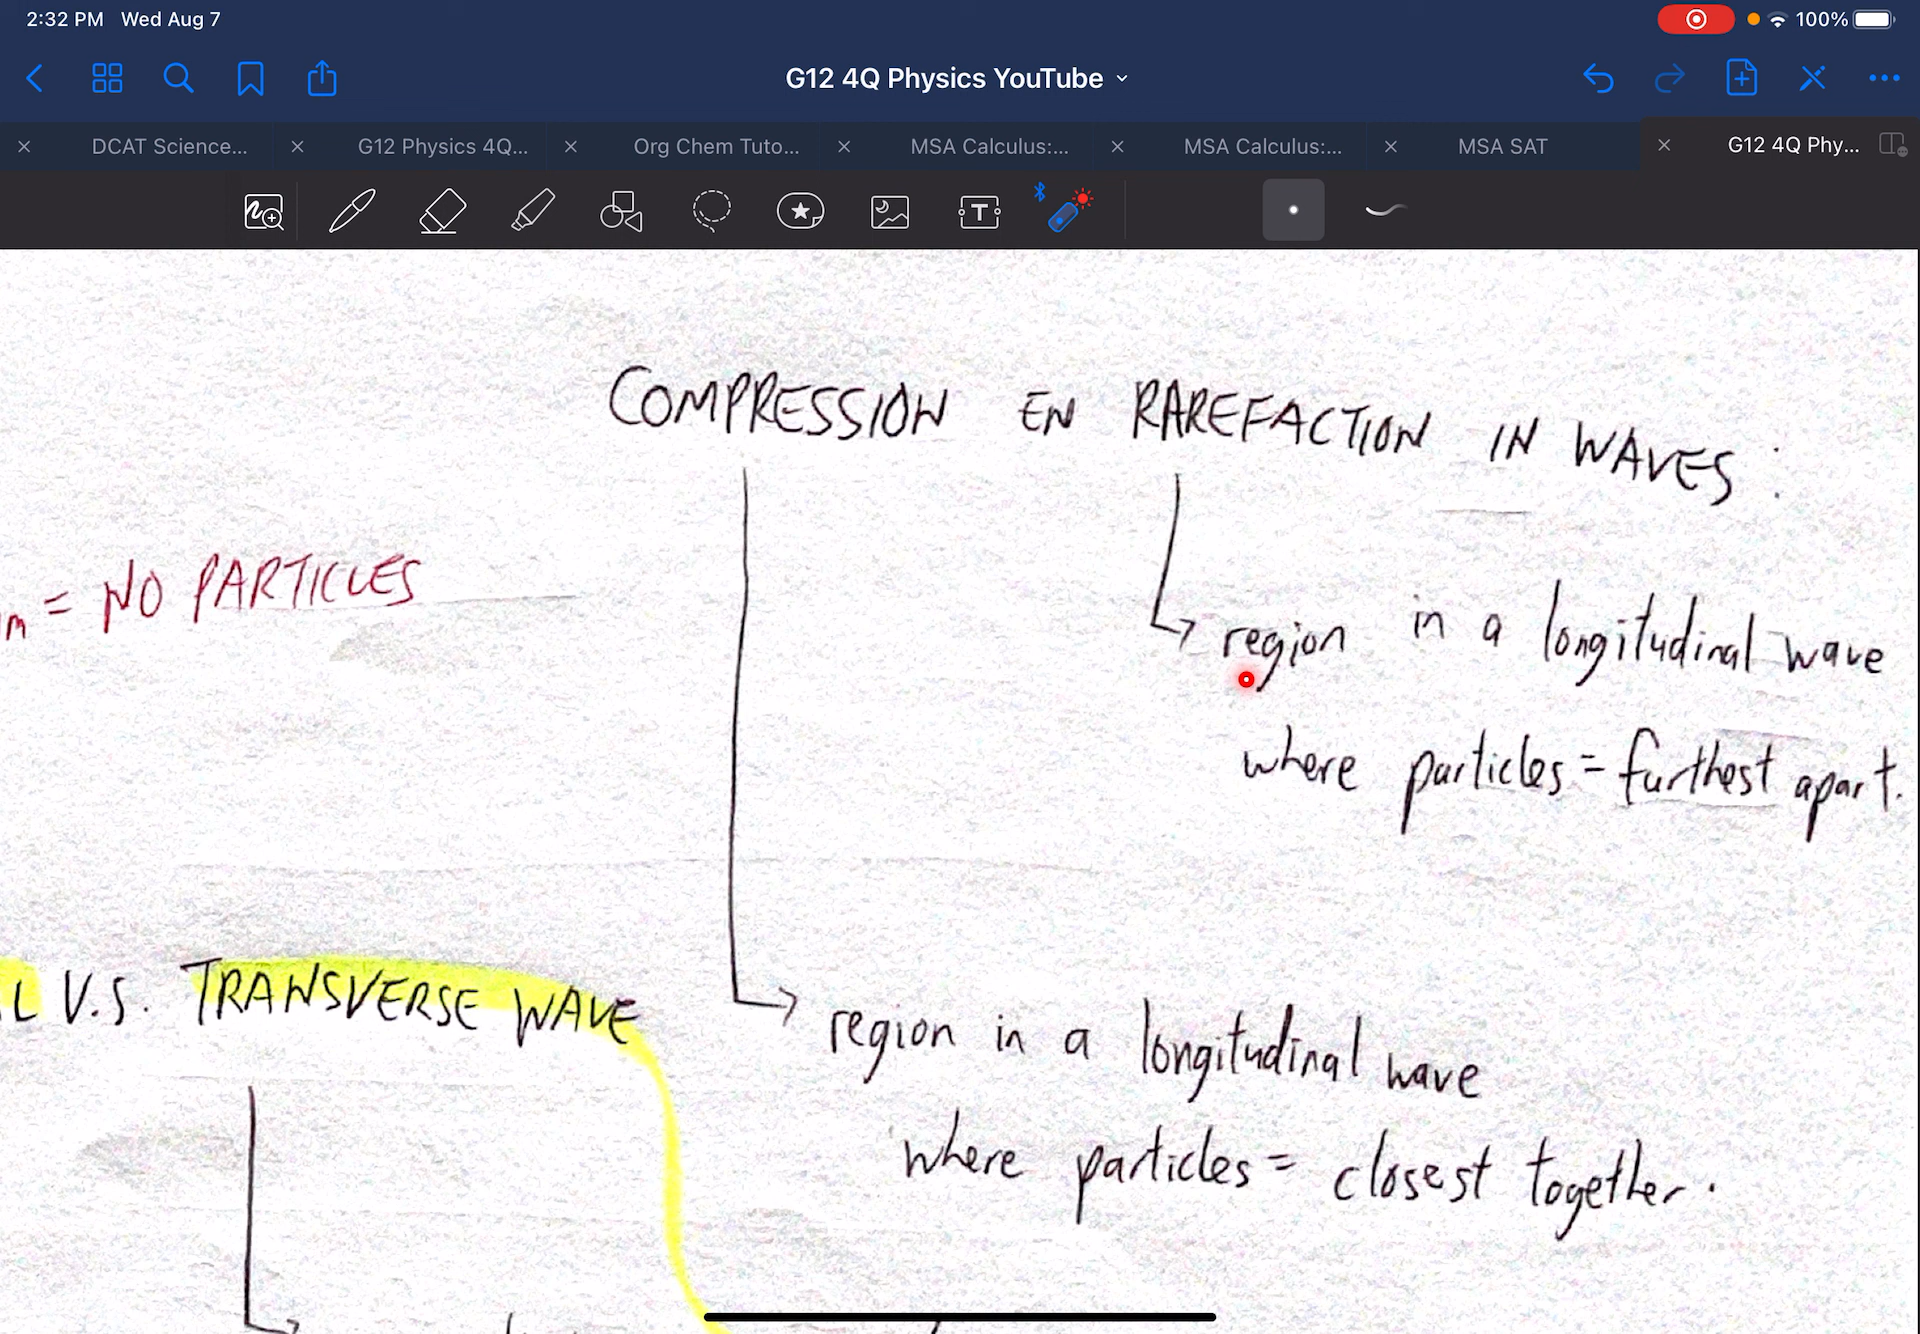 2:32 PM Wed Aug 7
100%
G12 4Q Physics YouTube
DCAT Science...
G12 Physics 4Q...
Org Chem Tuto...
MSA Calculus:...
MSA Calculus:...
MSA SAT
G12 4Q Phy...
T
COMPRESSION EN RAREFACTION IN WAVES :
m = NO PARTICLES
region in a longitudinal wave
where particles = furthest apart.
L V.S. TRANSVERSE WAVE
region in a longitudinal wave
where particles = closest together.